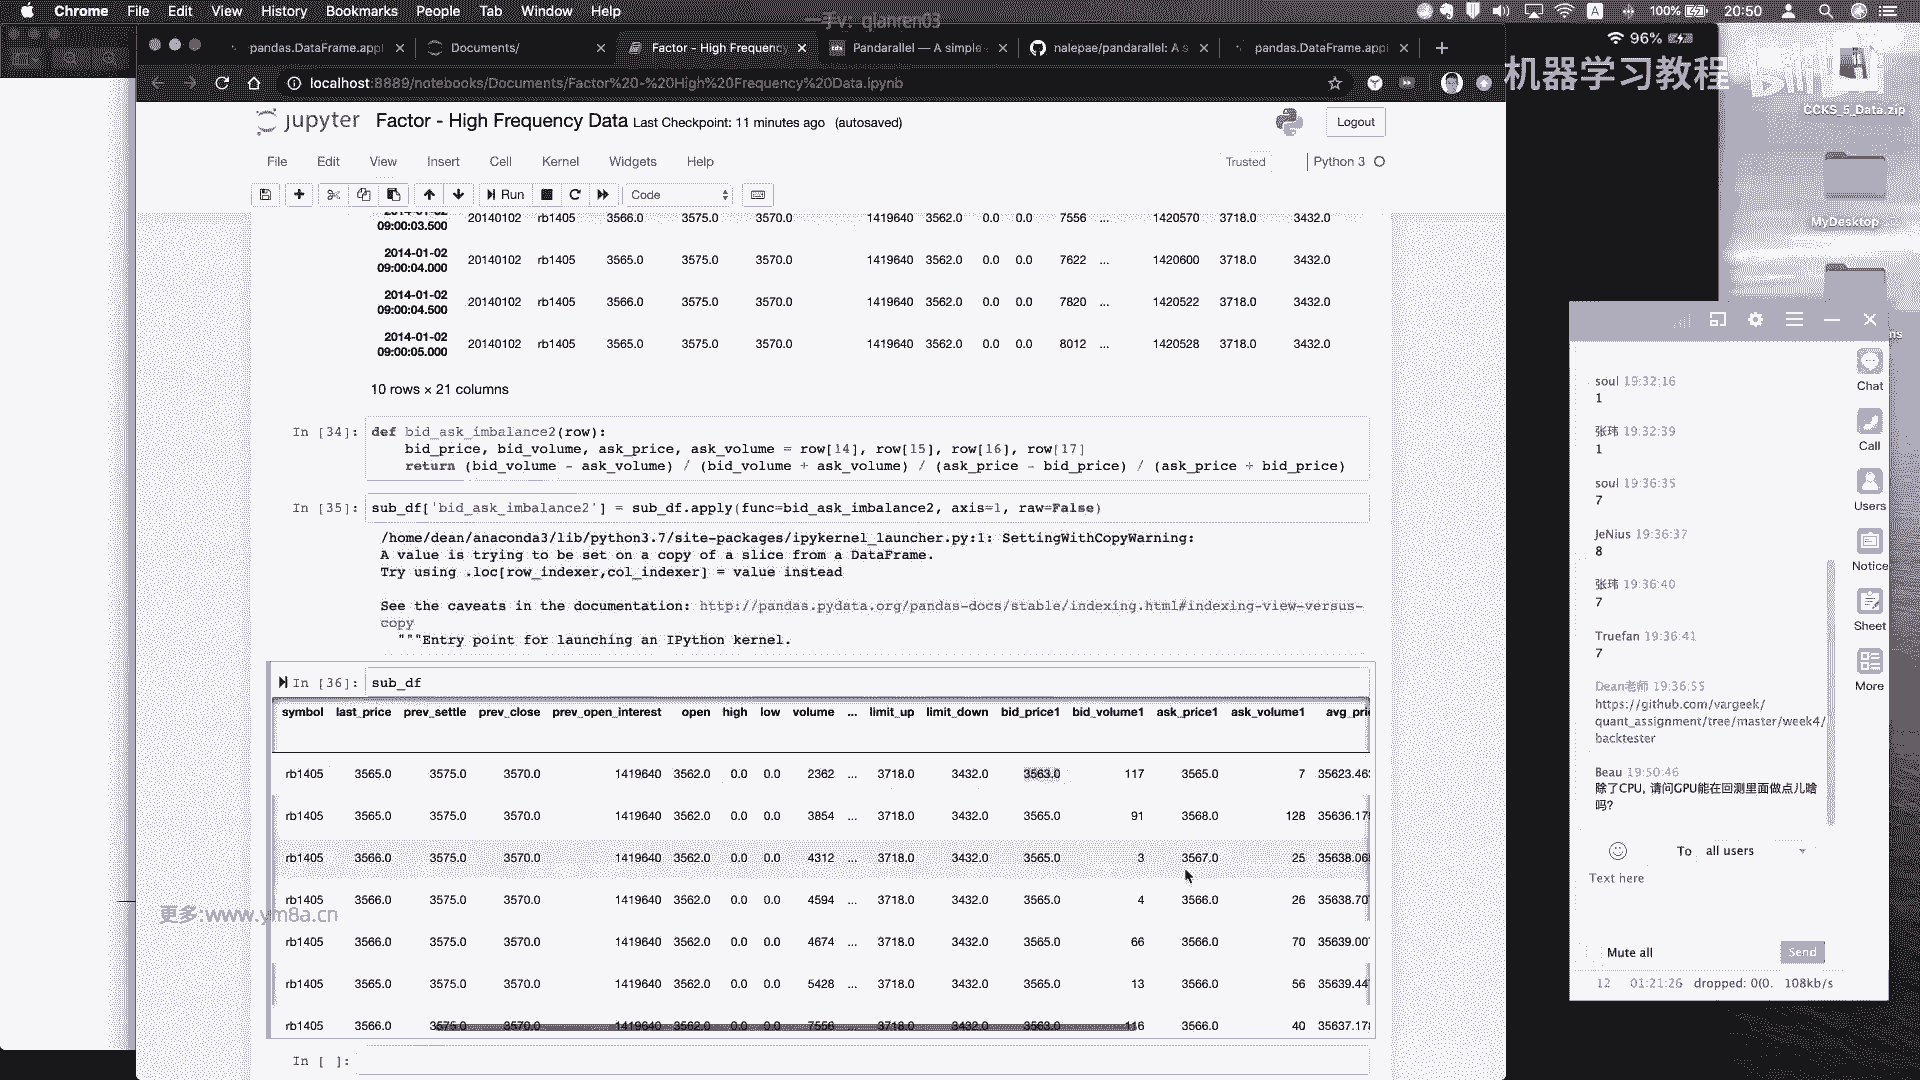 Chrome File Edit View History Bookmarks People Tab Window Help
一手v: qianren03
100% 20:50
pandas.DataFrame.appl
Documents/
Factor - High Frequency
Pandarallel — A simple
nalepae/pandarallel: A s
pandas.DataFrame.appl
96%
localhost:8889/notebooks/Documents/Factor%20-%20High%20Frequency%20Data.ipynb
机器学习教程
CCKS_5_Data.zip
MyDesktop
jupyter Factor - High Frequency Data Last Checkpoint: 11 minutes ago (autosaved)
Logout
File Edit View Insert Cell Kernel Widgets Help
Trusted Python 3
Run Code
09:00:03.500 20140102 rb1405 3566.0 3575.0 3570.0 1419640 3562.0 0.0 0.0 7556 ... 1420570 3718.0 3432.0
2014-01-02
09:00:04.000 20140102 rb1405 3565.0 3575.0 3570.0 1419640 3562.0 0.0 0.0 7622 ... 1420600 3718.0 3432.0
2014-01-02
09:00:04.500 20140102 rb1405 3566.0 3575.0 3570.0 1419640 3562.0 0.0 0.0 7820 ... 1420522 3718.0 3432.0
2014-01-02
09:00:05.000 20140102 rb1405 3565.0 3575.0 3570.0 1419640 3562.0 0.0 0.0 8012 ... 1420528 3718.0 3432.0
10 rows × 21 columns
In [34]: def bid_ask_imbalance2(row):
bid_price, bid_volume, ask_price, ask_volume = row[14], row[15], row[16], row[17]
return (bid_volume - ask_volume) / (bid_volume + ask_volume) / (ask_price - bid_price) / (ask_price + bid_price)
In [35]: sub_df['bid_ask_imbalance2'] = sub_df.apply(func=bid_ask_imbalance2, axis=1, raw=False)
/home/dean/anaconda3/lib/python3.7/site-packages/ipykernel_launcher.py:1: SettingWithCopyWarning:
A value is trying to be set on a copy of a slice from a DataFrame.
Try using .loc[row_indexer,col_indexer] = value instead
See the caveats in the documentation: http://pandas.pydata.org/pandas-docs/stable/indexing.html#indexing-view-versus-
copy
"""Entry point for launching an IPython kernel.
In [36]: sub_df
symbol last_price prev_settle prev_close prev_open_interest open high low volume ... limit_up limit_down bid_price1 bid_volume1 ask_price1 ask_volume1 avg_pri
rb1405 3565.0 3575.0 3570.0 1419640 3562.0 0.0 0.0 2362 ... 3718.0 3432.0 3563.0 117 3565.0 7 35623.46
rb1405 3565.0 3575.0 3570.0 1419640 3562.0 0.0 0.0 3854 ... 3718.0 3432.0 3565.0 91 3568.0 128 35636.17
rb1405 3566.0 3575.0 3570.0 1419640 3562.0 0.0 0.0 4312 ... 3718.0 3432.0 3565.0 3 3567.0 25 35638.06
rb1405 3566.0 3575.0 3570.0 1419640 3562.0 0.0 0.0 4594 ... 3718.0 3432.0 3565.0 4 3566.0 26 35638.70
rb1405 3566.0 3575.0 3570.0 1419640 3562.0 0.0 0.0 4674 ... 3718.0 3432.0 3565.0 66 3566.0 70 35639.00
rb1405 3565.0 3575.0 3570.0 1419640 3562.0 0.0 0.0 5428 ... 3718.0 3432.0 3565.0 13 3566.0 56 35639.44
rb1405 3566.0 3575.0 3570.0 1419640 3562.0 0.0 0.0 7556 ... 3718.0 3432.0 3563.0 116 3566.0 40 35637.17
In [ ]:
更多:www.ym8a.cn
soul 19:32:16
1
张玮 19:32:39
1
soul 19:36:35
7
JeNius 19:36:37
8
张玮 19:36:40
7
Truefan 19:36:41
7
Dean老师 19:36:55
https://github.com/vargeek/
quant_assignment/tree/master/week4/
backtester
Beau 19:50:46
除了CPU, 请问GPU能在回测里面做点儿啥
吗?
To all users
Text here
Mute all Send
12 01:21:26 dropped: 0(0. 108kb/s
Chat
Call
Users
Notice
Sheet
More